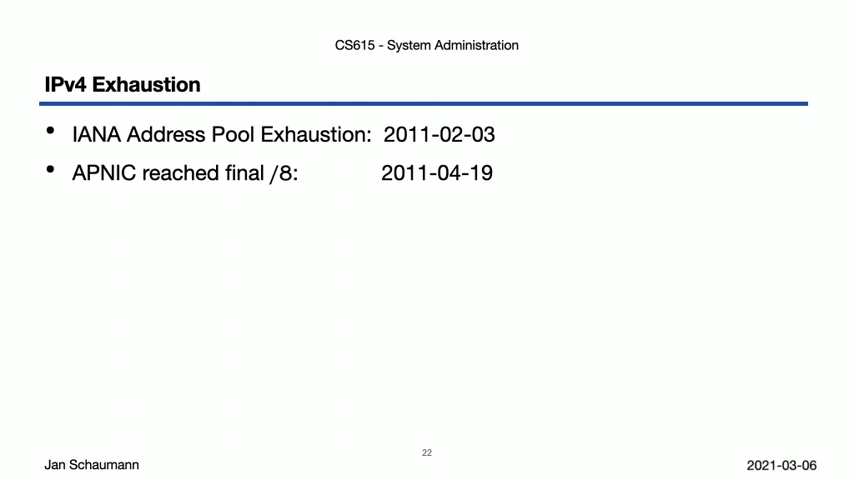 CS615 - System Administration
IPv4 Exhaustion
• IANA Address Pool Exhaustion: 2011-02-03
• APNIC reached final /8: 2011-04-19
22
Jan Schaumann
2021-03-06